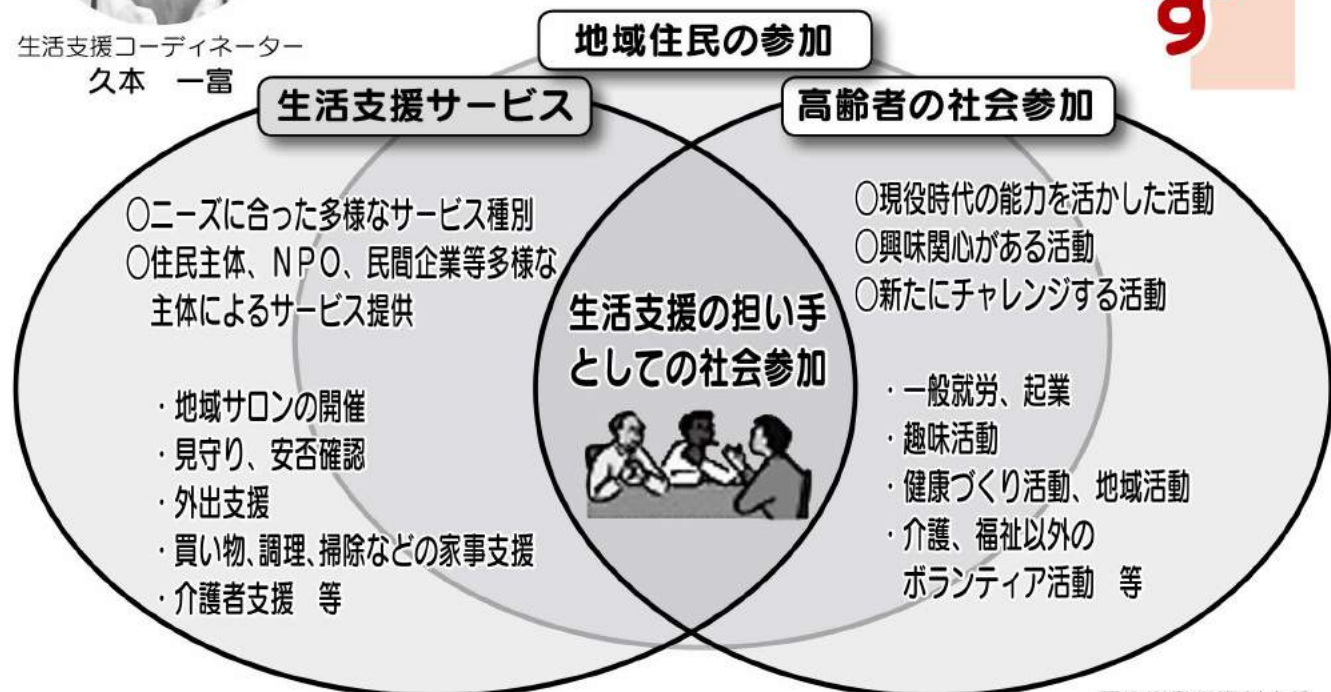 生活支援コーディネーター
久本 一富
地域住民の参加
生活支援サービス
高齢者の社会参加
○ニーズに合った多様なサービス種別
○住民主体、NPO、民間企業等多様な
主体によるサービス提供
・地域サロンの開催
・見守り、安否確認
・外出支援
・買い物、調理、掃除などの家事支援
・介護者支援 等
生活支援の担い手
としての社会参加
○現役時代の能力を活かした活動
○興味関心がある活動
○新たにチャレンジする活動
・一般就労、起業
・趣味活動
・健康づくり活動、地域活動
・介護、福祉以外の
ボランティア活動 等